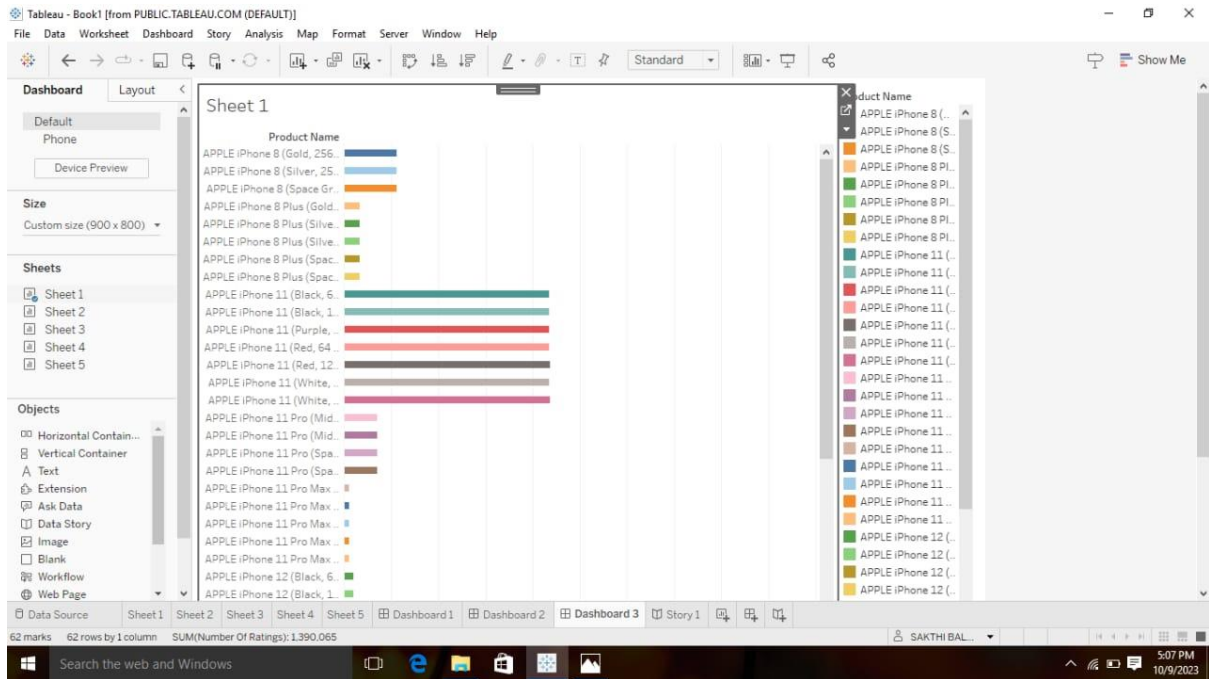 Tableau - Book1 [from PUBLIC.TABLEAU.COM (DEFAULT)]
File Data Worksheet Dashboard Story Analysis Map Format Server Window Help
Standard
Show Me
Dashboard Layout
Default
Phone
Device Preview
Size
Custom size (900 x 800)
Sheets
Sheet 1
Sheet 2
Sheet 3
Sheet 4
Sheet 5
Objects
Horizontal Contain...
Vertical Container
A Text
Extension
Ask Data
Data Story
Image
Blank
Workflow
Web Page
Sheet 1
Product Name
APPLE iPhone 8 (Gold, 256..
APPLE iPhone 8 (Silver, 25..
APPLE iPhone 8 (Space Gr..
APPLE iPhone 8 Plus (Gold..
APPLE iPhone 8 Plus (Silve..
APPLE iPhone 8 Plus (Silve..
APPLE iPhone 8 Plus (Spac..
APPLE iPhone 8 Plus (Spac..
APPLE iPhone 11 (Black, 6..
APPLE iPhone 11 (Black, 1..
APPLE iPhone 11 (Purple, ..
APPLE iPhone 11 (Red, 64 ..
APPLE iPhone 11 (Red, 12..
APPLE iPhone 11 (White, ..
APPLE iPhone 11 (White, ..
APPLE iPhone 11 Pro (Mid..
APPLE iPhone 11 Pro (Mid..
APPLE iPhone 11 Pro (Spa..
APPLE iPhone 11 Pro (Spa..
APPLE iPhone 11 Pro Max ..
APPLE iPhone 11 Pro Max ..
APPLE iPhone 11 Pro Max ..
APPLE iPhone 11 Pro Max ..
APPLE iPhone 11 Pro Max ..
APPLE iPhone 12 (Black, 6..
APPLE iPhone 12 (Black, 1..
duct Name
APPLE iPhone 8 (..
APPLE iPhone 8 (S..
APPLE iPhone 8 (S..
APPLE iPhone 8 Pl..
APPLE iPhone 8 Pl..
APPLE iPhone 8 Pl..
APPLE iPhone 8 Pl..
APPLE iPhone 8 Pl..
APPLE iPhone 11 (..
APPLE iPhone 11 (..
APPLE iPhone 11 (..
APPLE iPhone 11 (..
APPLE iPhone 11 (..
APPLE iPhone 11 (..
APPLE iPhone 11 (..
APPLE iPhone 11 ..
APPLE iPhone 11 ..
APPLE iPhone 11 ..
APPLE iPhone 11 ..
APPLE iPhone 11 ..
APPLE iPhone 11 ..
APPLE iPhone 11 ..
APPLE iPhone 11 ..
APPLE iPhone 11 ..
APPLE iPhone 12 (..
APPLE iPhone 12 (..
APPLE iPhone 12 (..
APPLE iPhone 12 (..
Data Source Sheet 1 Sheet 2 Sheet 3 Sheet 4 Sheet 5 Dashboard 1 Dashboard 2 Dashboard 3 Story 1
62 marks 62 rows by 1 column SUM(Number Of Ratings): 1,390,065 SAKTHI BAL...
Search the web and Windows
5:07 PM
10/9/2023